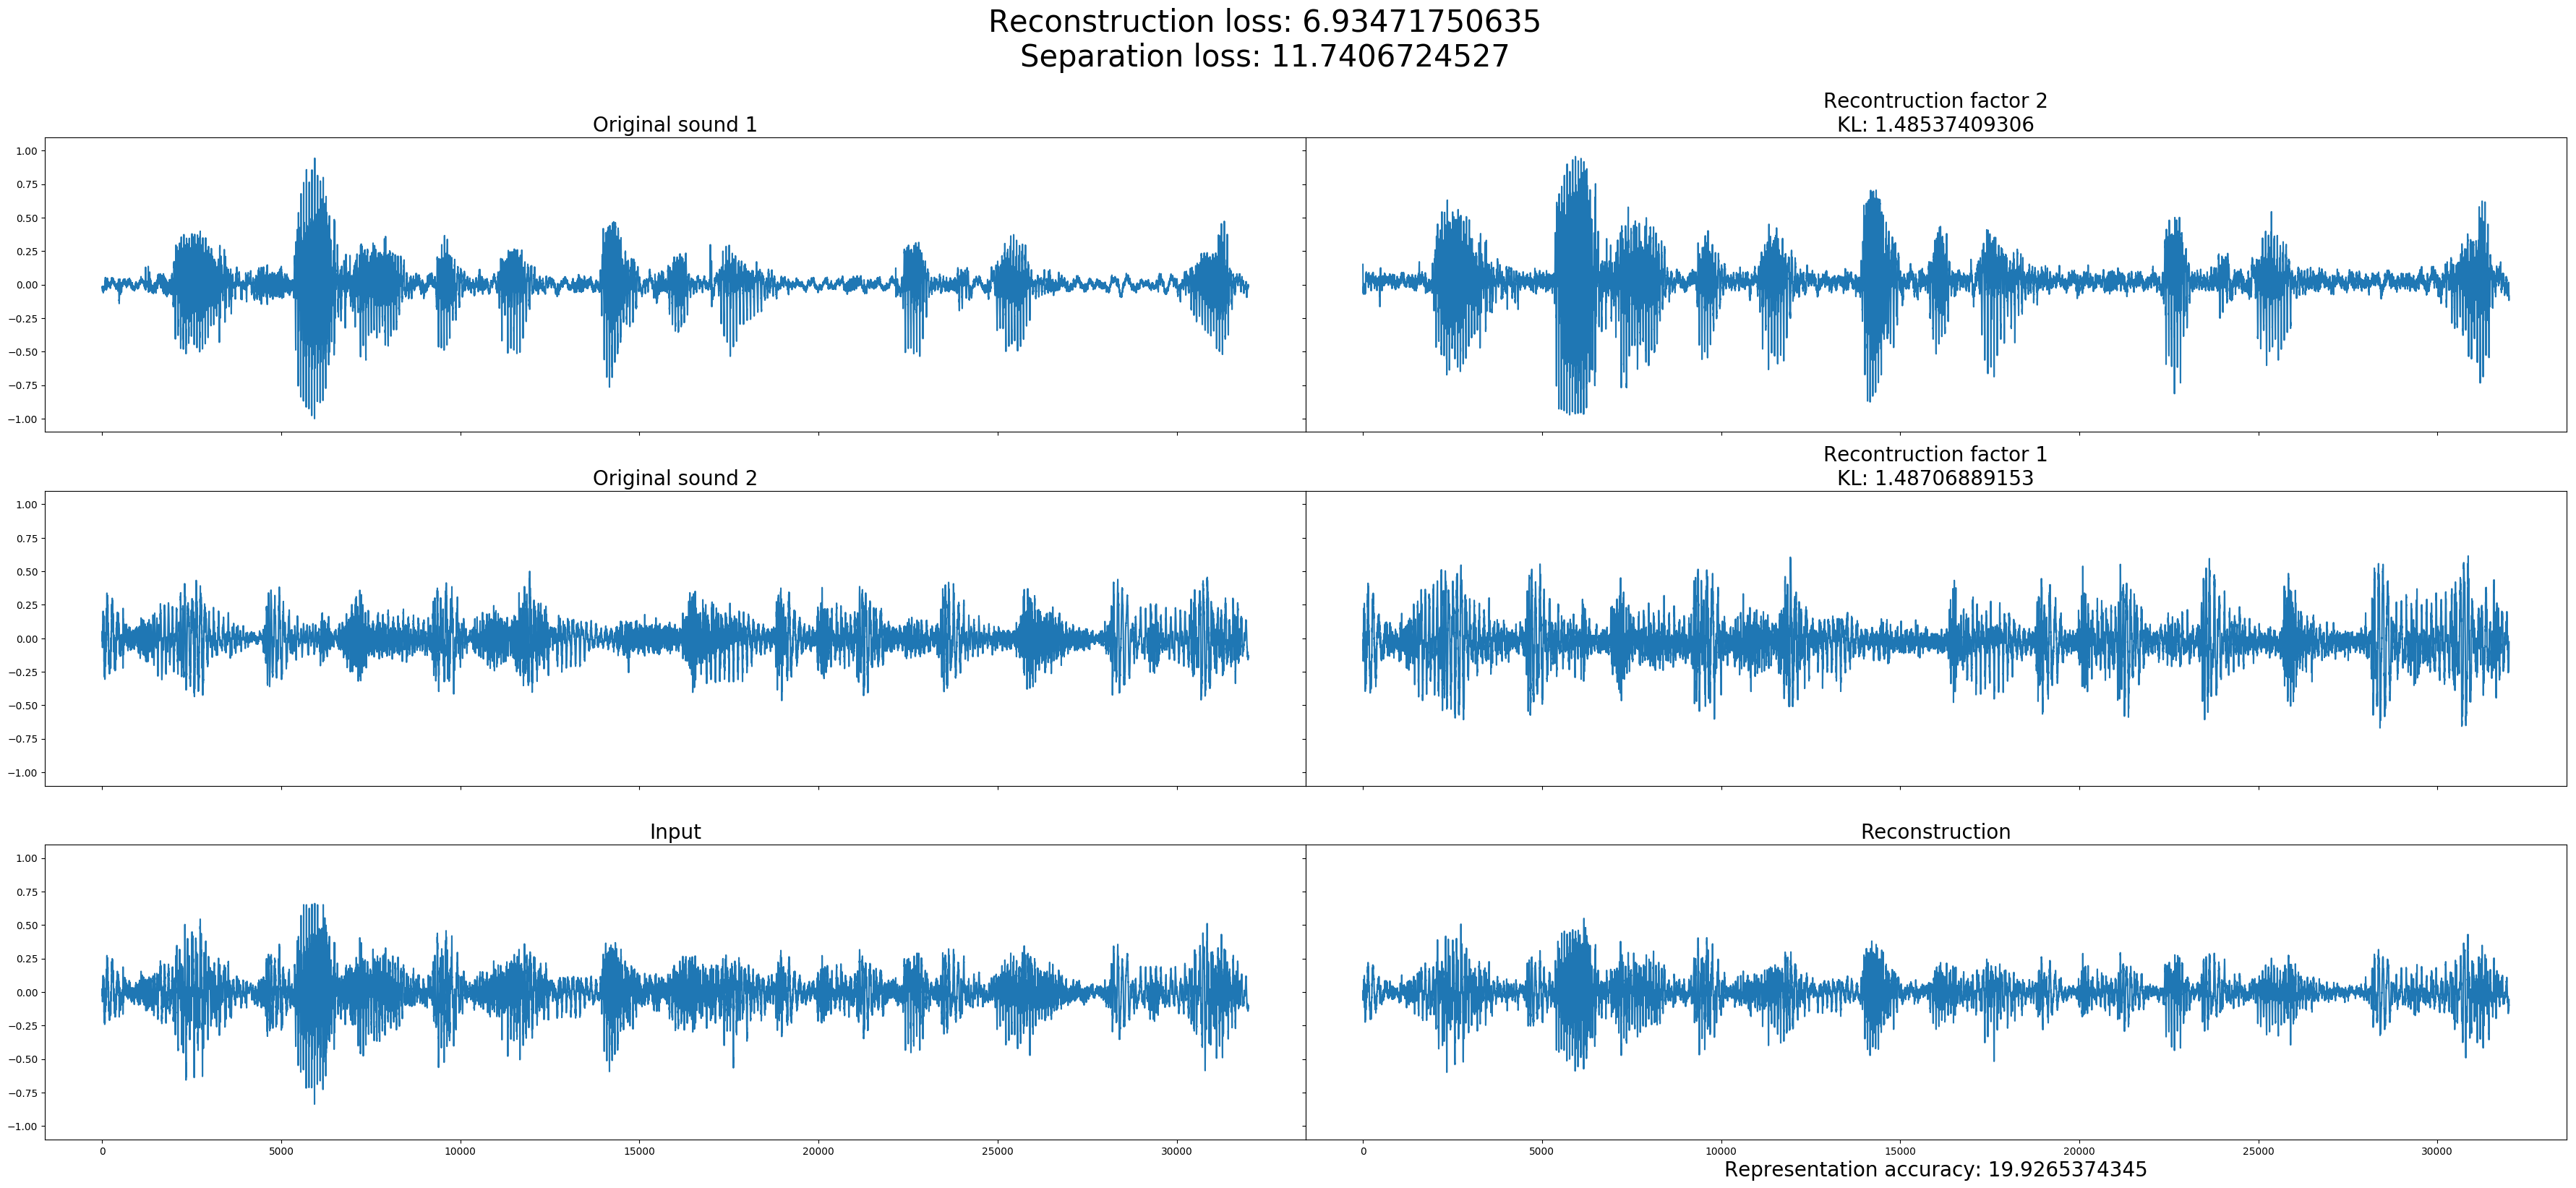 Reconstruction loss: 6.93471750635
Separation loss: 11.7406724527
Original sound 1
Recontruction factor 2
KL: 1.48537409306
1.00
0.75
0.50
0.25
0.00
−0.25
−0.50
−0.75
−1.00
Original sound 2
Recontruction factor 1
KL: 1.48706889153
1.00
0.75
0.50
0.25
0.00
−0.25
−0.50
−0.75
−1.00
Input
Reconstruction
1.00
0.75
0.50
0.25
0.00
−0.25
−0.50
−0.75
−1.00
0 5000 10000 15000 20000 25000 30000
0 5000 10000 15000 20000 25000 30000
Representation accuracy: 19.9265374345